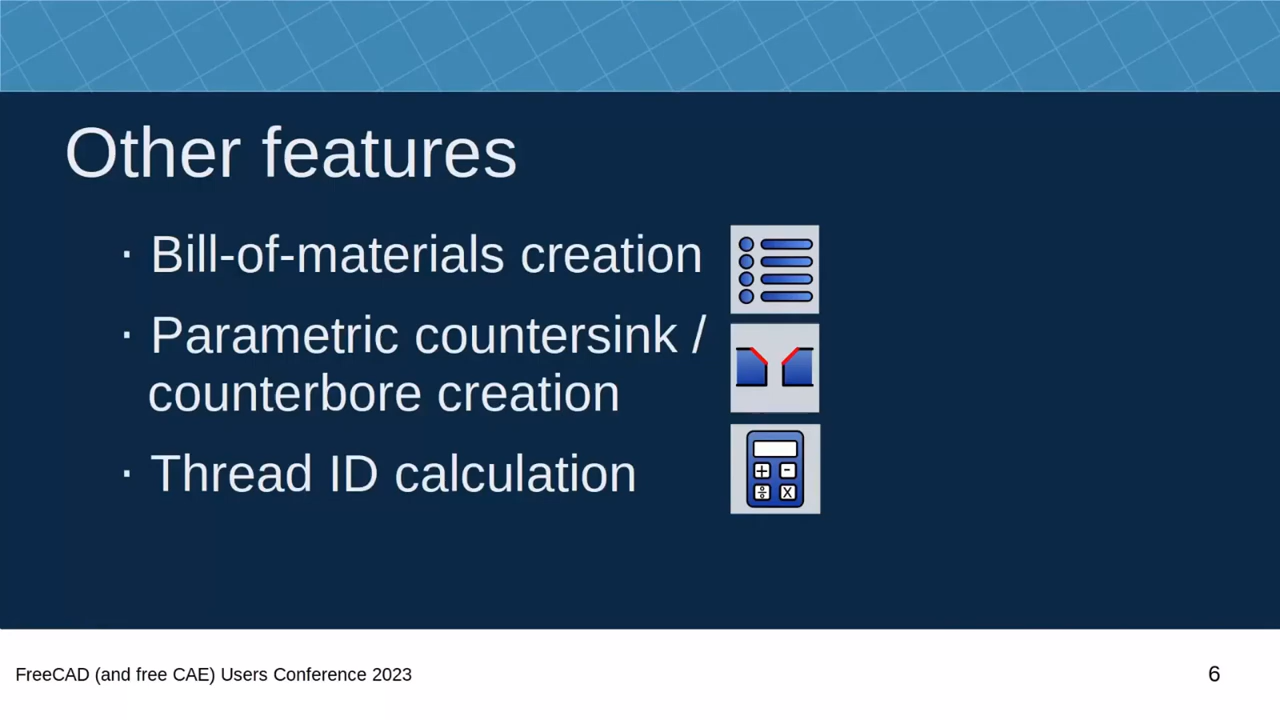 Other features
· Bill-of-materials creation
· Parametric countersink /
counterbore creation
· Thread ID calculation
FreeCAD (and free CAE) Users Conference 2023
6